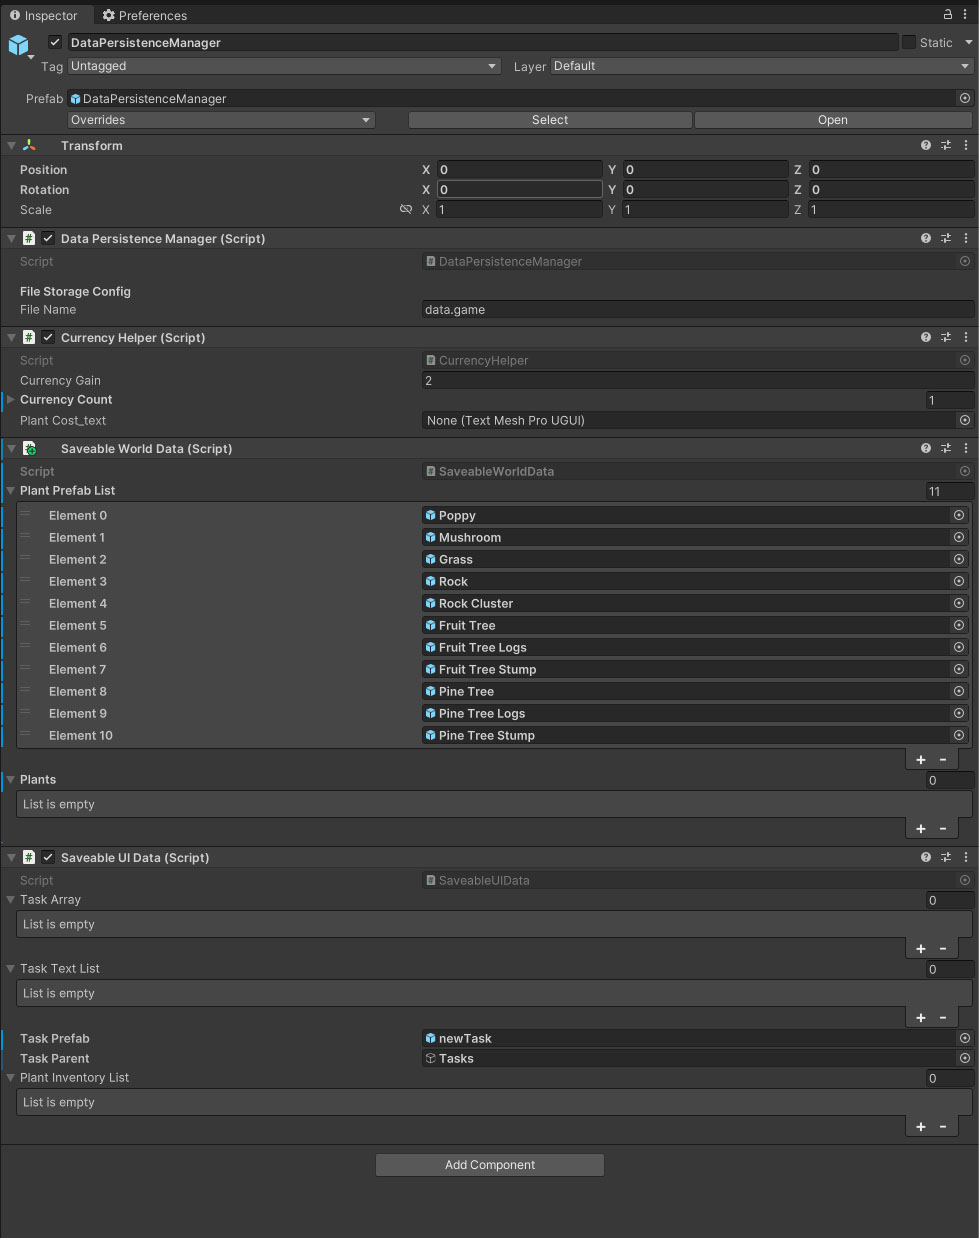 Inspector Preferences
DataPersistenceManager Static
Tag Untagged Layer Default
Prefab DataPersistenceManager
Overrides Select Open
Transform
Position X 0 Y 0 Z 0
Rotation X 0 Y 0 Z 0
Scale X 1 Y 1 Z 1
# Data Persistence Manager (Script)
Script # DataPersistenceManager
File Storage Config
File Name data.game
# Currency Helper (Script)
Script # CurrencyHelper
Currency Gain 2
Currency Count 1
Plant Cost_text None (Text Mesh Pro UGUI)
# Saveable World Data (Script)
Script # SaveableWorldData
Plant Prefab List 11
= Element 0 Poppy
= Element 1 Mushroom
= Element 2 Grass
= Element 3 Rock
= Element 4 Rock Cluster
= Element 5 Fruit Tree
= Element 6 Fruit Tree Logs
= Element 7 Fruit Tree Stump
= Element 8 Pine Tree
= Element 9 Pine Tree Logs
= Element 10 Pine Tree Stump
+ -
Plants 0
List is empty
+ -
# Saveable UI Data (Script)
Script # SaveableUIData
Task Array 0
List is empty
+ -
Task Text List 0
List is empty
+ -
Task Prefab newTask
Task Parent Tasks
Plant Inventory List 0
List is empty
+ -
Add Component